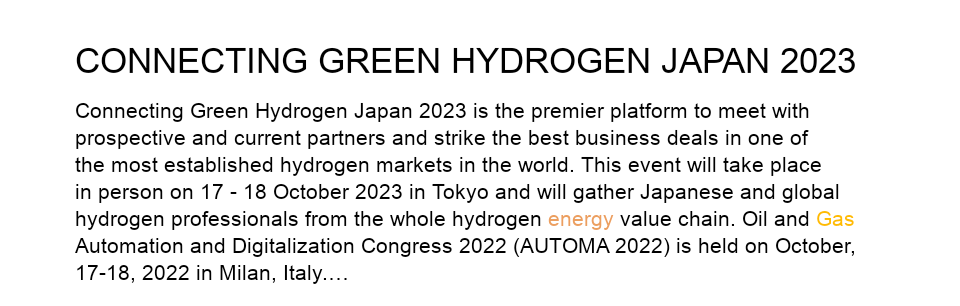 CONNECTING GREEN HYDROGEN JAPAN 2023
Connecting Green Hydrogen Japan 2023 is the premier platform to meet with
prospective and current partners and strike the best business deals in one of
the most established hydrogen markets in the world. This event will take place
in person on 17 - 18 October 2023 in Tokyo and will gather Japanese and global
hydrogen professionals from the whole hydrogen energy value chain. Oil and Gas
Automation and Digitalization Congress 2022 (AUTOMA 2022) is held on October,
17-18, 2022 in Milan, Italy.…